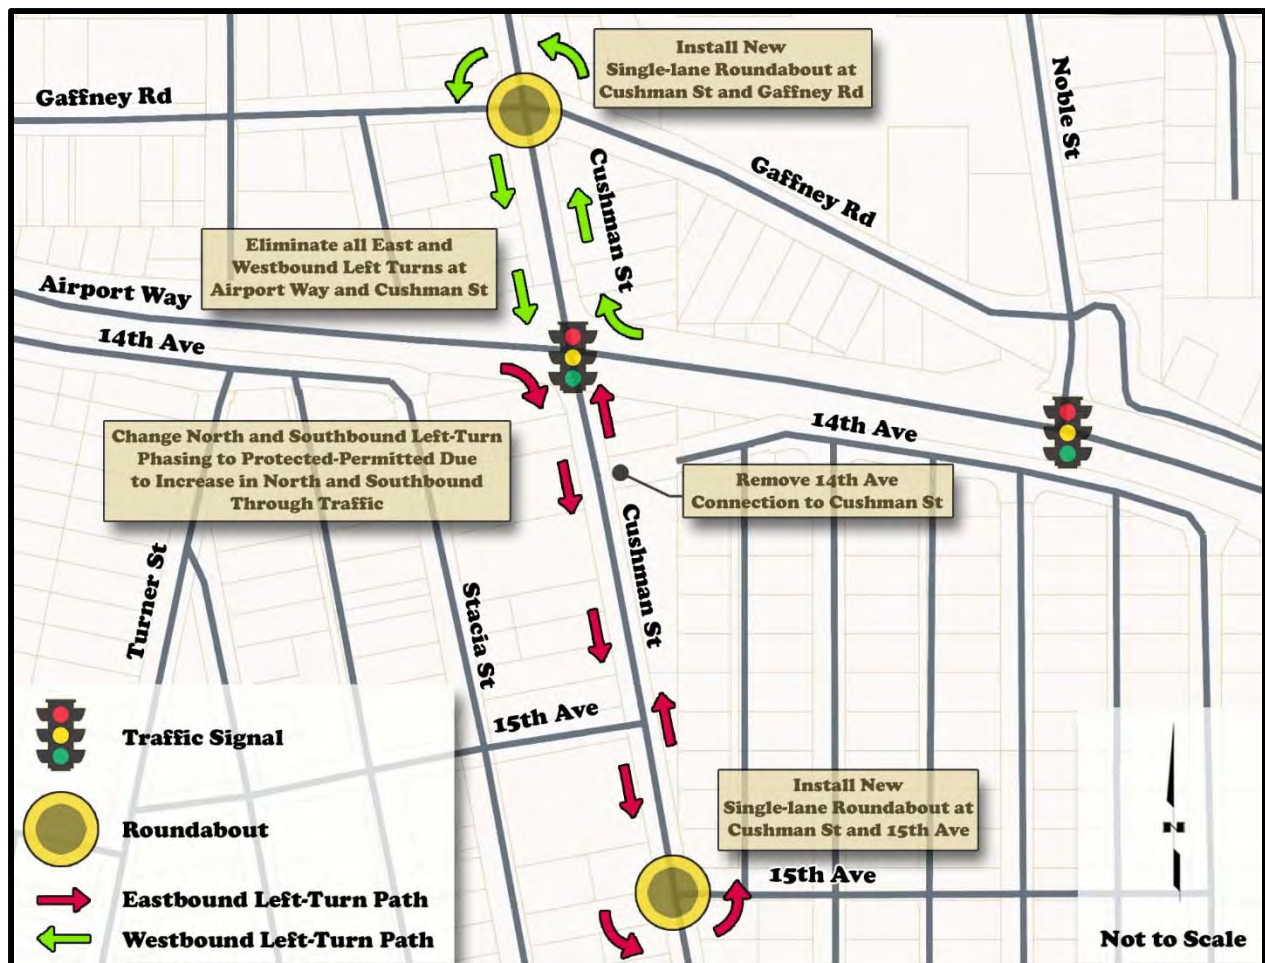 Install New
Single-lane Roundabout at
Cushman St and Gaffney Rd
Gaffney Rd
Noble St
Cushman St
Gaffney Rd
Eliminate all East and
Westbound Left Turns at
Airport Way and Cushman St
Airport Way
14th Ave
14th Ave
Change North and Southbound Left-Turn
Phasing to Protected-Permitted Due
to Increase in North and Southbound
Through Traffic
Remove 14th Ave
Connection to Cushman St
Cushman St
Turner St
Stacia St
15th Ave
Install New
Single-lane Roundabout at
Cushman St and 15th Ave
15th Ave
Traffic Signal
Roundabout
Eastbound Left-Turn Path
Westbound Left-Turn Path
N
Not to Scale